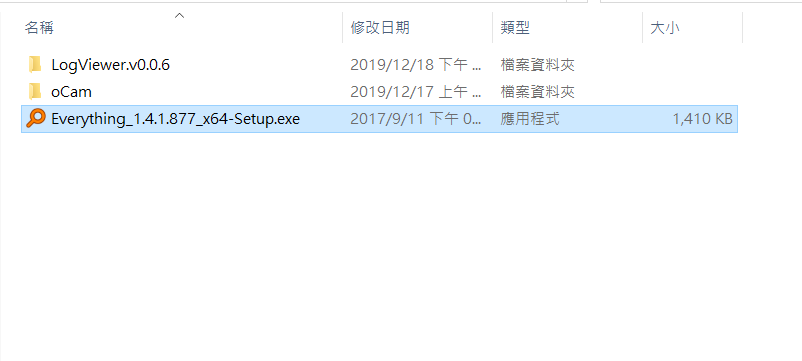 名稱 修改日期 類型 大小
LogViewer.v0.0.6 2019/12/18 下午 ... 檔案資料夾
oCam 2019/12/17 上午 ... 檔案資料夾
Everything_1.4.1.877_x64-Setup.exe 2017/9/11 下午 0... 應用程式 1,410 KB